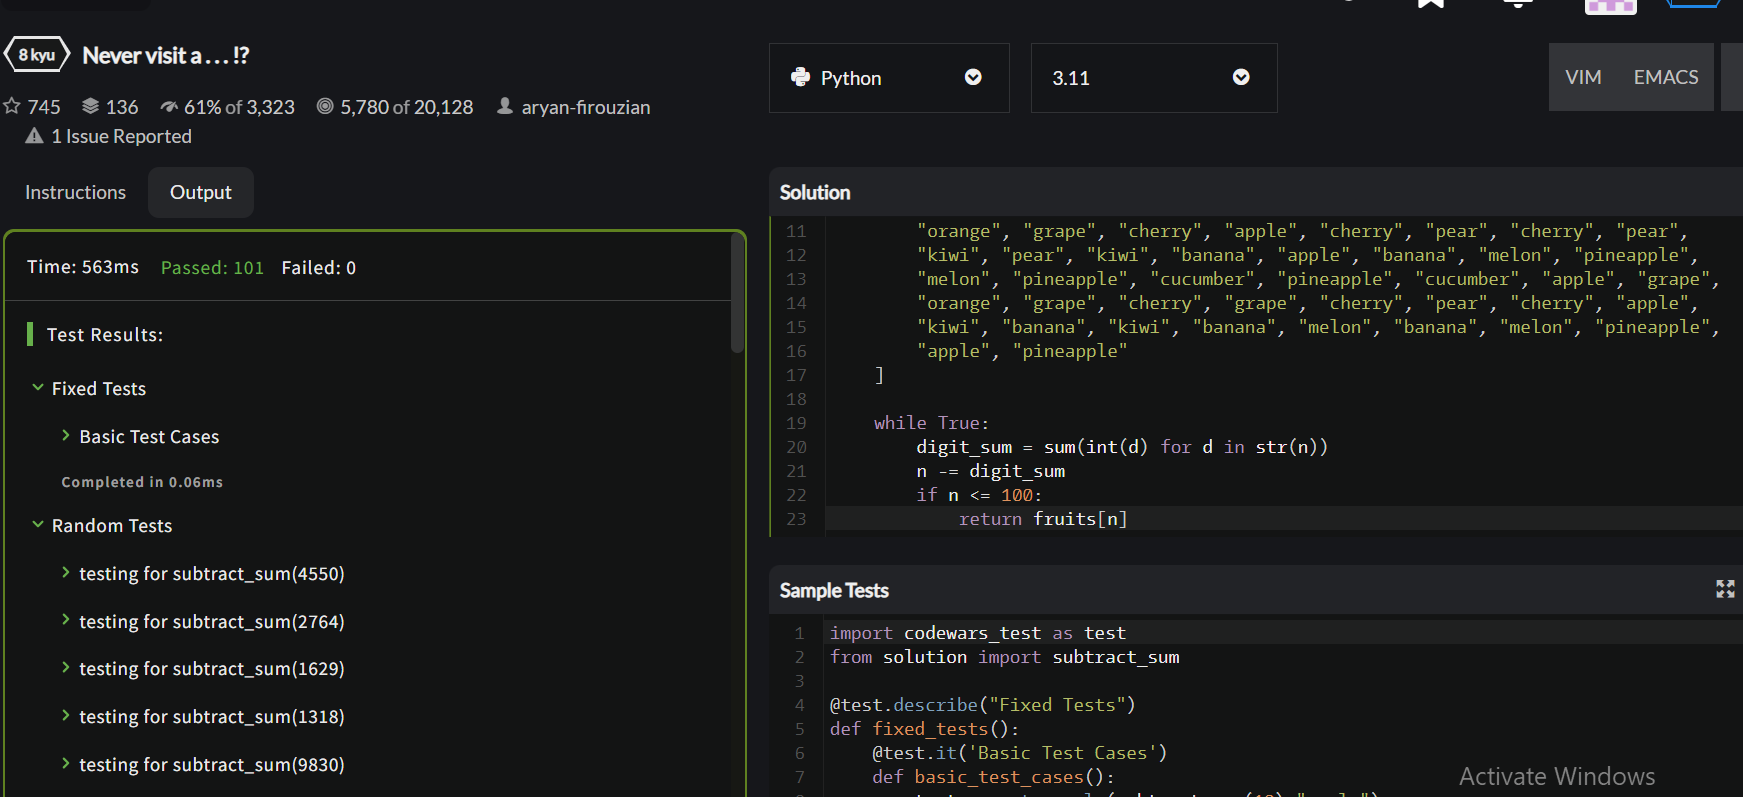 8 kyu
Never visit a . . . !?
745 136 61% of 3,323 5,780 of 20,128 aryan-firouzian
1 Issue Reported
Instructions Output
Time: 563ms Passed: 101 Failed: 0
Test Results:
Fixed Tests
Basic Test Cases
Completed in 0.06ms
Random Tests
testing for subtract_sum(4550)
testing for subtract_sum(2764)
testing for subtract_sum(1629)
testing for subtract_sum(1318)
testing for subtract_sum(9830)
Python 3.11 VIM EMACS
Solution
11 "orange", "grape", "cherry", "apple", "cherry", "pear", "cherry", "pear",
12 "kiwi", "pear", "kiwi", "banana", "apple", "banana", "melon", "pineapple",
13 "melon", "pineapple", "cucumber", "pineapple", "cucumber", "apple", "grape",
14 "orange", "grape", "cherry", "grape", "cherry", "pear", "cherry", "apple",
15 "kiwi", "banana", "kiwi", "banana", "melon", "banana", "melon", "pineapple",
16 "apple", "pineapple"
17 ]
18
19 while True:
20 digit_sum = sum(int(d) for d in str(n))
21 n -= digit_sum
22 if n <= 100:
23 return fruits[n]
Sample Tests
1 import codewars_test as test
2 from solution import subtract_sum
3
4 @test.describe("Fixed Tests")
5 def fixed_tests():
6 @test.it('Basic Test Cases')
7 def basic_test_cases():
Activate Windows